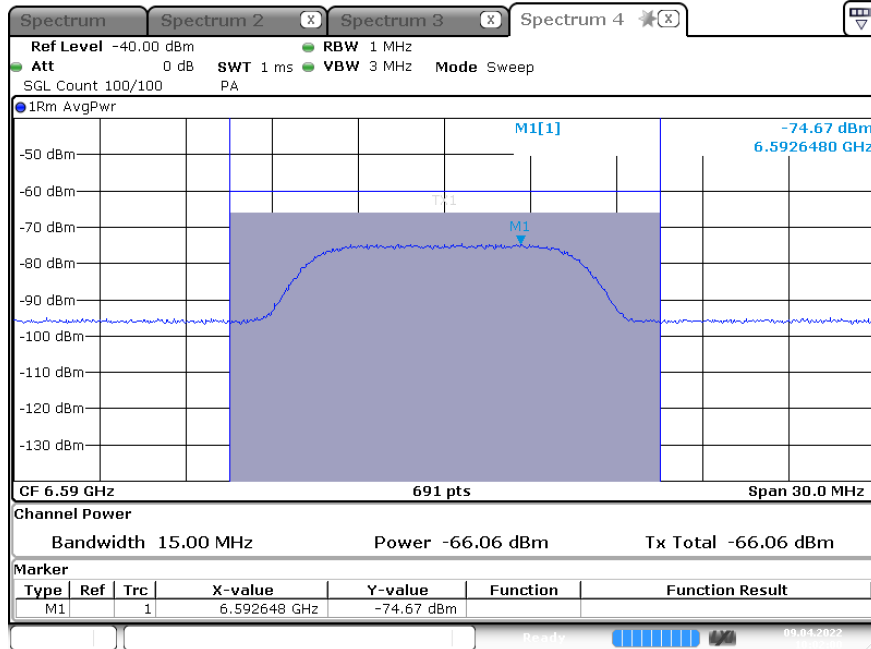 Spectrum Spectrum 2 X Spectrum 3 X Spectrum 4 X
Ref Level -40.00 dBm RBW 1 MHz
Att 0 dB SWT 1 ms VBW 3 MHz Mode Sweep
SGL Count 100/100 PA
1Rm AvgPwr
M1[1] -74.67 dBm
6.5926480 GHz
-50 dBm
-60 dBm
TX1
-70 dBm
M1
-80 dBm
-90 dBm
-100 dBm
-110 dBm
-120 dBm
-130 dBm
CF 6.59 GHz 691 pts Span 30.0 MHz
Channel Power
Bandwidth 15.00 MHz Power -66.06 dBm Tx Total -66.06 dBm
Marker
Type Ref Trc X-value Y-value Function Function Result
M1 1 6.592648 GHz -74.67 dBm
Ready 09.04.2022